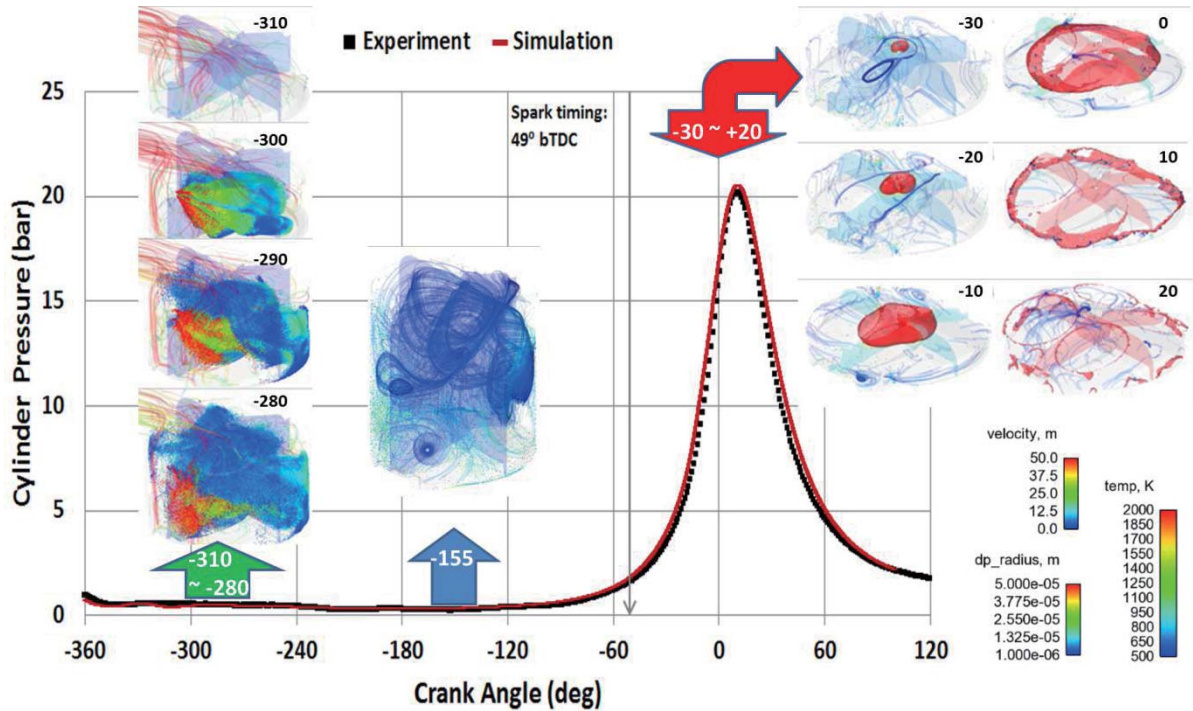 -310
-300
-290
-280
Experiment
Simulation
Spark timing:
49⁰ bTDC
-30 ~ +20
-30
0
-20
10
-10
20
Cylinder Pressure (bar)
25
20
15
10
5
0
-310
~ -280
-155
-360
-300
-240
-180
-120
-60
0
60
120
Crank Angle (deg)
velocity, m
50.0
37.5
25.0
12.5
0.0
dp_radius, m
5.000e-05
3.775e-05
2.550e-05
1.325e-05
1.000e-06
temp, K
2000
1850
1700
1550
1400
1250
1100
950
800
650
500